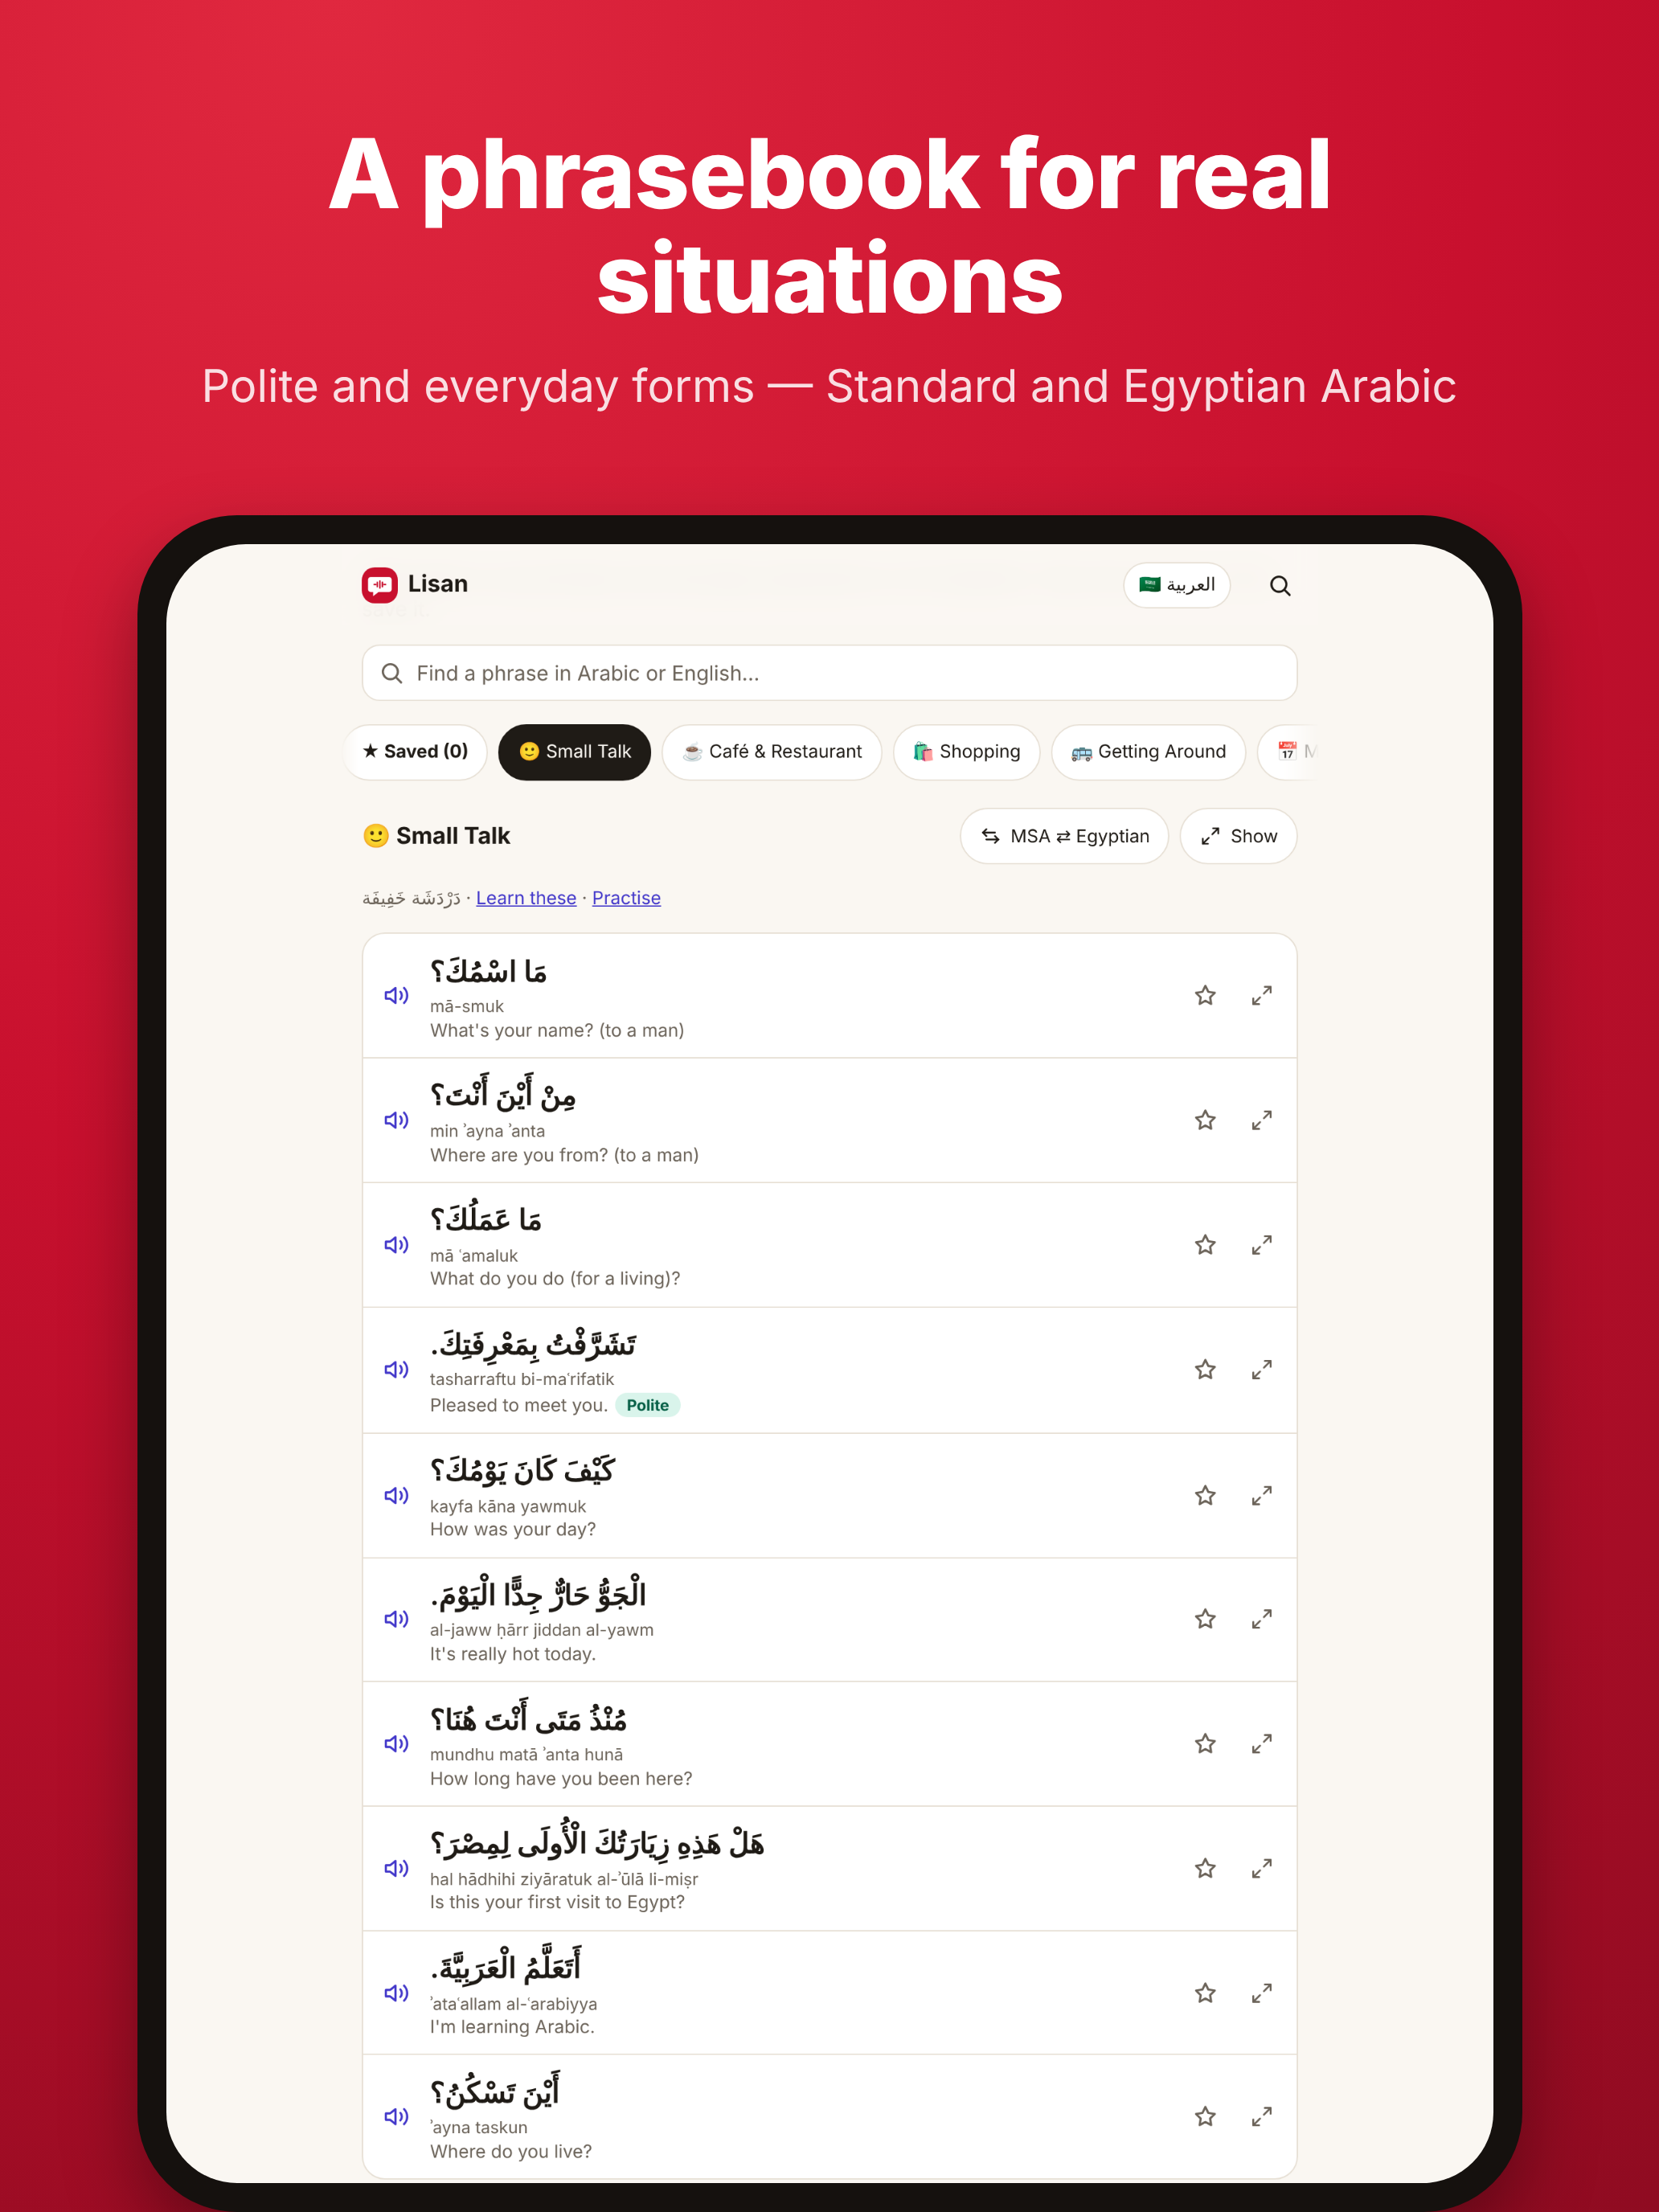 A phrasebook for real
situations
Polite and everyday forms — Standard and Egyptian Arabic
Lisan
🇸🇦 العربية
Find a phrase in Arabic or English...
★ Saved (0)
🙂 Small Talk
☕ Café & Restaurant
🛍️ Shopping
🚌 Getting Around
📅
🙂 Small Talk
MSA ⇄ Egyptian
Show
دَرْدَشَة خَفِيفَة · Learn these · Practise
مَا اسْمُكَ؟
mā-smuk
What's your name? (to a man)
مِنْ أَيْنَ أَنْتَ؟
min ʾayna ʾanta
Where are you from? (to a man)
مَا عَمَلُكَ؟
mā ʿamaluk
What do you do (for a living)?
تَشَرَّفْتُ بِمَعْرِفَتِكَ.
tasharraftu bi-maʿrifatik
Pleased to meet you. Polite
كَيْفَ كَانَ يَوْمُكَ؟
kayfa kāna yawmuk
How was your day?
الْجَوُّ حَارٌّ جِدًّا الْيَوْمَ.
al-jaww ḥārr jiddan al-yawm
It's really hot today.
مُنْذُ مَتَى أَنْتَ هُنَا؟
mundhu matā ʾanta hunā
How long have you been here?
هَلْ هَذِهِ زِيَارَتُكَ الْأُولَى لِمِصْرَ؟
hal hādhihi ziyāratuk al-ʾūlā li-miṣr
Is this your first visit to Egypt?
أَتَعَلَّمُ الْعَرَبِيَّةَ.
ʾataʿallam al-ʿarabiyya
I'm learning Arabic.
أَيْنَ تَسْكُنُ؟
ʾayna taskun
Where do you live?